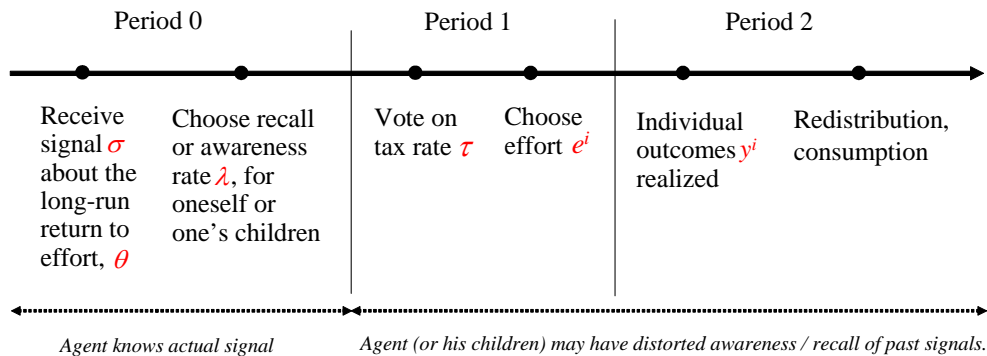 Period 0
Period 1
Period 2
Receive
signal σ
about the
long-run
return to
effort, θ
Choose recall
or awareness
rate λ, for
oneself or
one's children
Vote on
tax rate τ
Choose
effort eⁱ
Individual
outcomes yⁱ
realized
Redistribution,
consumption
Agent knows actual signal
Agent (or his children) may have distorted awareness / recall of past signals.